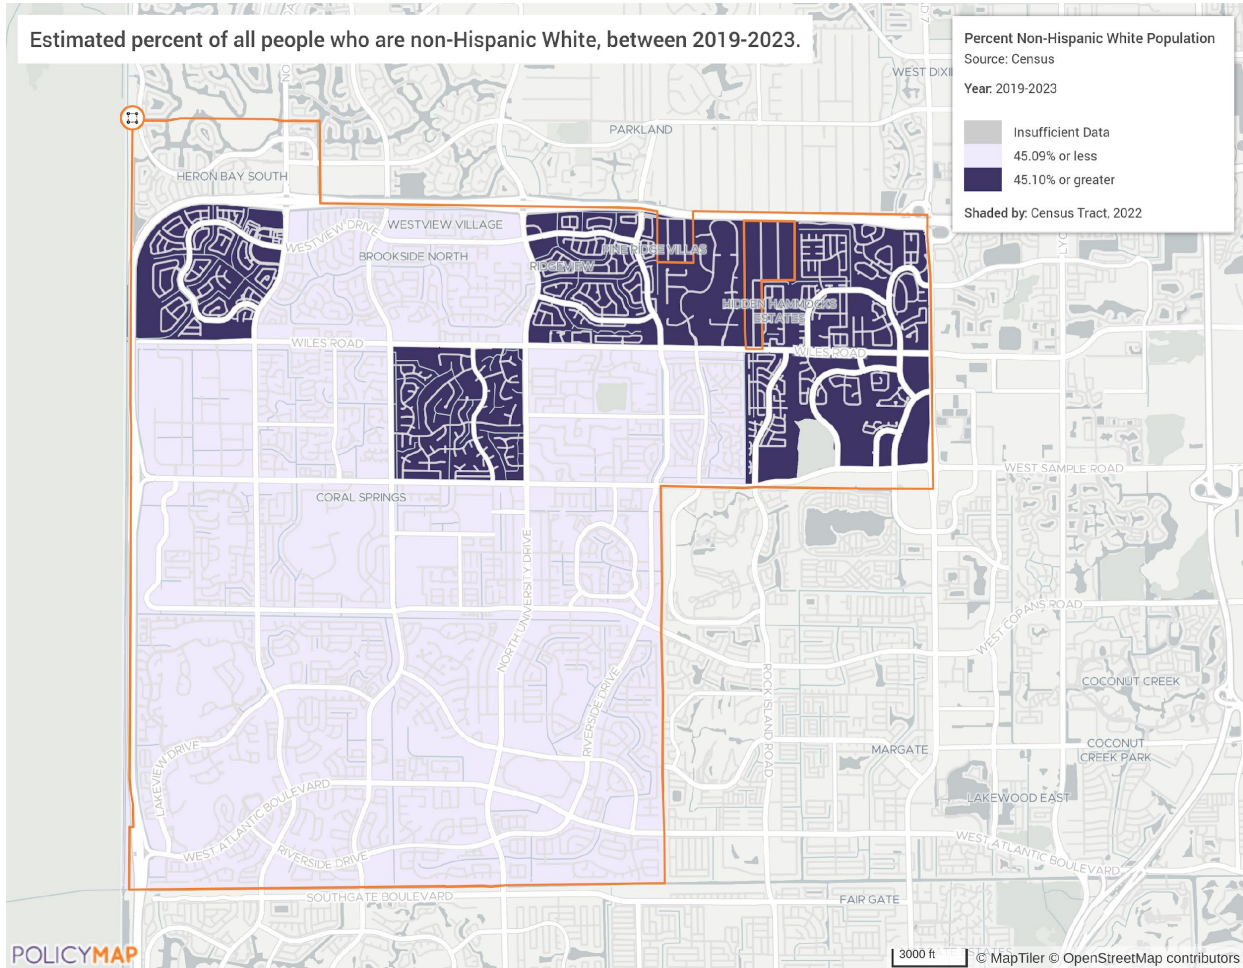 Estimated percent of all people who are non-Hispanic White, between 2019-2023.
Percent Non-Hispanic White Population
Source: Census
Year: 2019-2023
Insufficient Data
45.09% or less
45.10% or greater
Shaded by: Census Tract, 2022
WEST DIXI
PARKLAND
HERON BAY SOUTH
WESTVIEW DRIVE
WESTVIEW VILLAGE
BROOKSIDE NORTH
PINE RIDGE VILLAS
RIDGEVIEW
HIDDEN HAMMOCKS
ESTATES
WILES ROAD
WILES ROAD
WEST SAMPLE ROAD
CORAL SPRINGS
NORTH UNIVERSITY DRIVE
WEST COPANS ROAD
RIVERSIDE DRIVE
ROCK ISLAND ROAD
COCONUT CREEK
LAKEVIEW DRIVE
MARGATE
COCONUT
CREEK PARK
WEST ATLANTIC BOULEVARD
LAKEWOOD EAST
RIVERSIDE DRIVE
WEST ATLANTIC BOULEVARD
SOUTHGATE BOULEVARD
FAIR GATE
POLICYMAP
3000 ft
ESTATES
© MapTiler © OpenStreetMap contributors